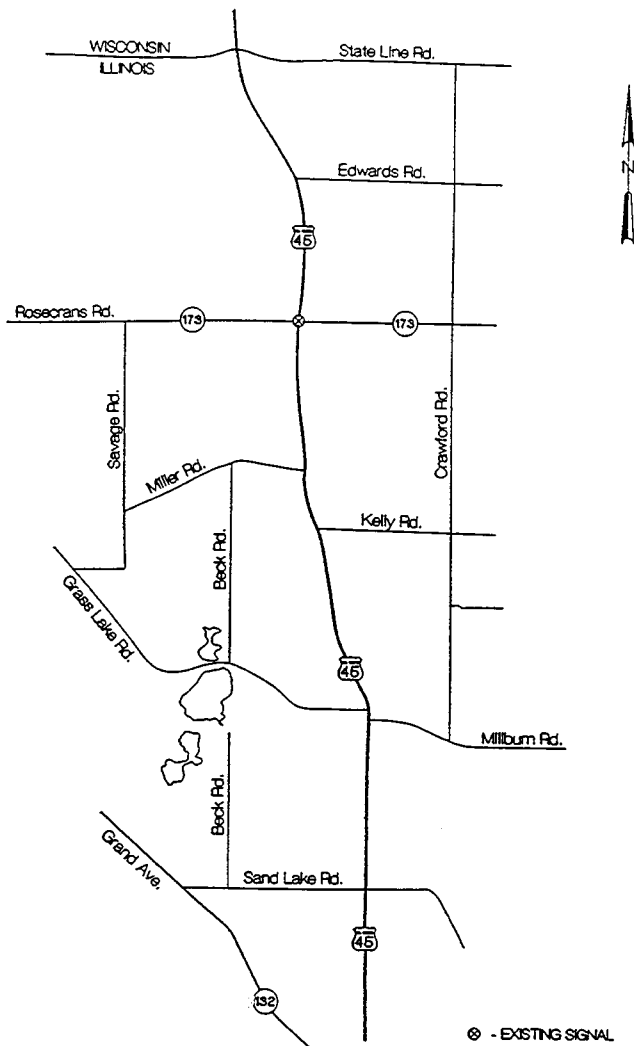 WISCONSIN
ILLINOIS
State Line Rd.
Edwards Rd.
N
45
Rosecrans Rd.
173
173
Savage Rd.
Crawford Rd.
Miller Rd.
Kelly Rd.
Beck Rd.
Grass Lake Rd.
45
Millburn Rd.
Beck Rd.
Grand Ave.
Sand Lake Rd.
45
132
⊗ - EXISTING SIGNAL